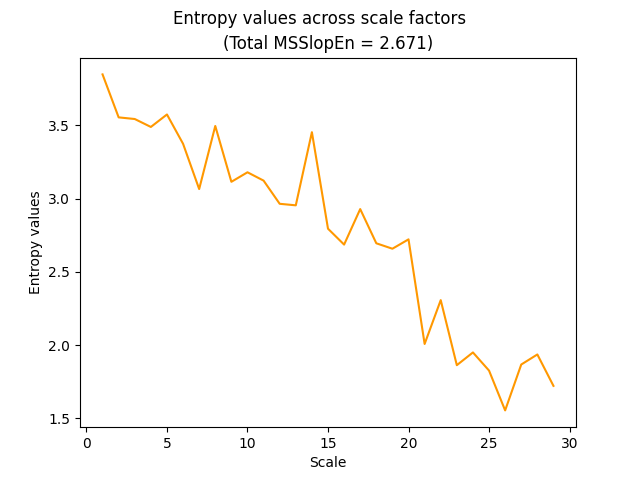 Entropy values across scale factors
(Total MSSlopEn = 2.671)
3.5
3.0
2.5
2.0
1.5
Entropy values
0 5 10 15 20 25 30
Scale